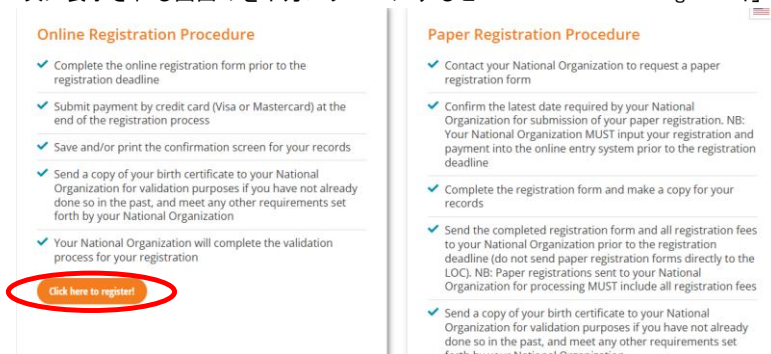 Online Registration Procedure
Complete the online registration form prior to the
registration deadline
Submit payment by credit card (Visa or Mastercard) at the
end of the registration process
Save and/or print the confirmation screen for your records
Send a copy of your birth certificate to your National
Organization for validation purposes if you have not already
done so in the past, and meet any other requirements set
forth by your National Organization
Your National Organization will complete the validation
process for your registration
Click here to register!
Paper Registration Procedure
Contact your National Organization to request a paper
registration form
Confirm the latest date required by your National
Organization for submission of your paper registration. NB:
Your National Organization MUST input your registration and
payment into the online entry system prior to the registration
deadline
Complete the registration form and make a copy for your
records
Send the completed registration form and all registration fees
to your National Organization prior to the registration
deadline (do not send paper registration forms directly to the
LOC). NB: Paper registrations sent to your National
Organization for processing MUST include all registration fees
Send a copy of your birth certificate to your National
Organization for validation purposes if you have not already
done so in the past, and meet any other requirements set
forth by your National Organization